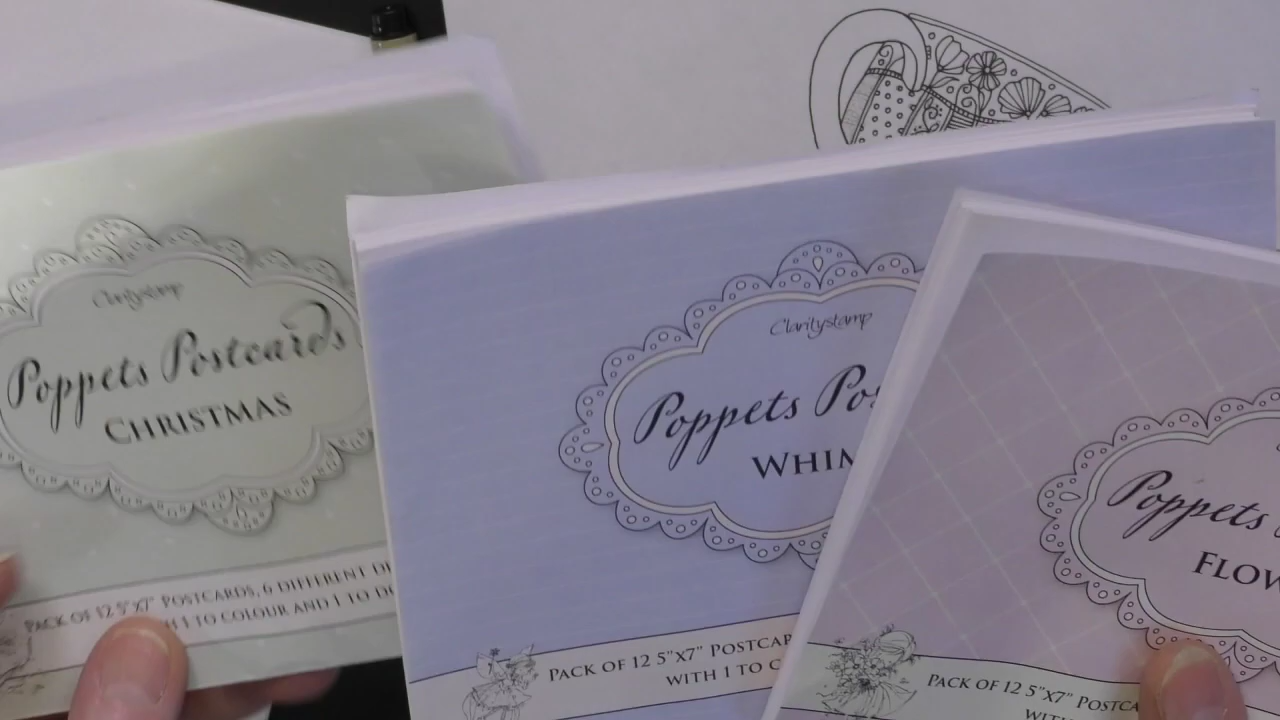 Claritystamp
Poppets Postcards
CHRISTMAS
PACK OF 12 5"X7" POSTCARDS, 6 DIFFERENT
1 TO COLOUR AND 1 TO
Claritystamp
Poppets Pos
WHIM
PACK OF 12 5"X7" POSTCAR
WITH 1 TO C
Poppets
FLOW
PACK OF 12 5"X7" POSTCA
WITH